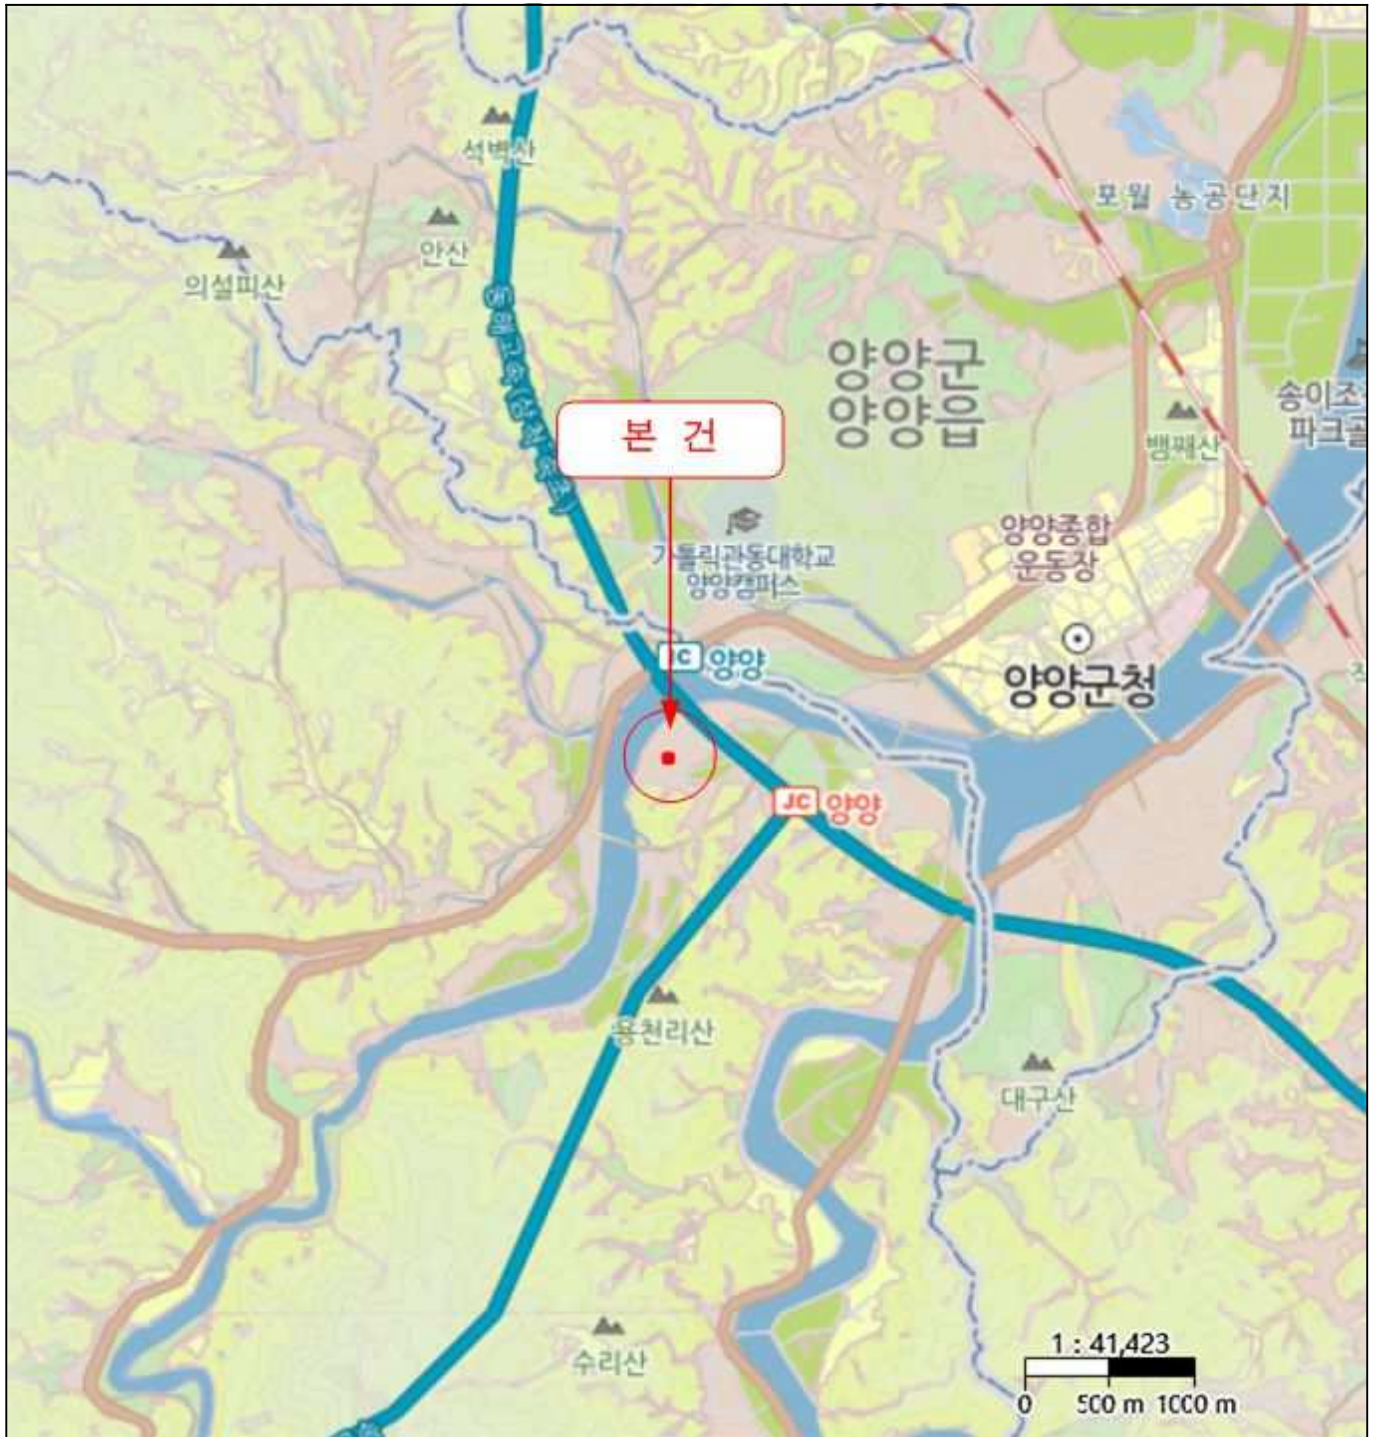 석벽산
포월 농공단지
안산
의설피산
양양군
양양읍
송이조
파크골
본 건
뱀째산
양양종합
운동장
가톨릭관동대학교
양양캠퍼스
JC 양양
양양군청
JC 양양
용천리산
대구산
수리산
1 : 41,423
0 500 m 1000 m